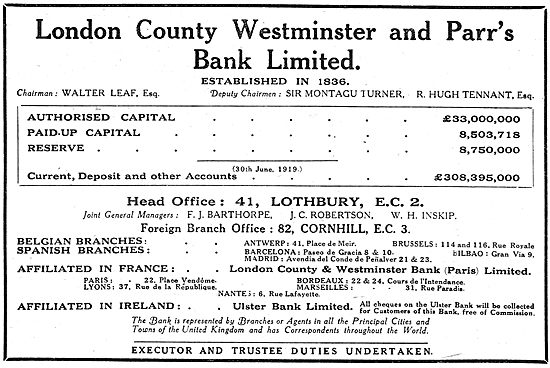 London County Westminster and Parr's
Bank Limited.
ESTABLISHED IN 1836.
Chairman: WALTER LEAF, Esq. Deputy Chairmen: SIR MONTAGU TURNER, R. HUGH TENNANT, Esq.
AUTHORISED CAPITAL . . . . . . £33,000,000
PAID-UP CAPITAL . . . . . . . 8,503,718
RESERVE . . . . . . . . 8,750,000
(30th June, 1919.)
Current, Deposit and other Accounts . . . . . £308,395,000
Head Office: 41, LOTHBURY, E.C. 2.
Joint General Managers: F. J. BARTHORPE, J. C. ROBERTSON, W. H. INSKIP.
Foreign Branch Office: 82, CORNHILL, E.C. 3.
BELGIAN BRANCHES: . . ANTWERP: 41, Place de Meir. BRUSSELS: 114 and 116, Rue Royale
SPANISH BRANCHES: . . BARCELONA: Paseo de Gracia 8 & 10. BILBAO: Gran Via 9.
MADRID: Avendia del Conde de Peñalver 21 & 23.
AFFILIATED IN FRANCE: . . London County & Westminster Bank (Paris) Limited.
PARIS: . 22, Place Vendôme. BORDEAUX: 22 & 24, Cours de l'Intendance.
LYONS: 37, Rue de la République. MARSEILLES: . . 31, Rue Paradis.
NANTES: 6, Rue Lafayette.
AFFILIATED IN IRELAND: . . Ulster Bank Limited. All cheques on the Ulster Bank will be collected
for Customers of this Bank, free of Commission.
The Bank is represented by Branches or Agents in all the Principal Cities and
Towns of the United Kingdom and has Correspondents throughout the World.
EXECUTOR AND TRUSTEE DUTIES UNDERTAKEN.